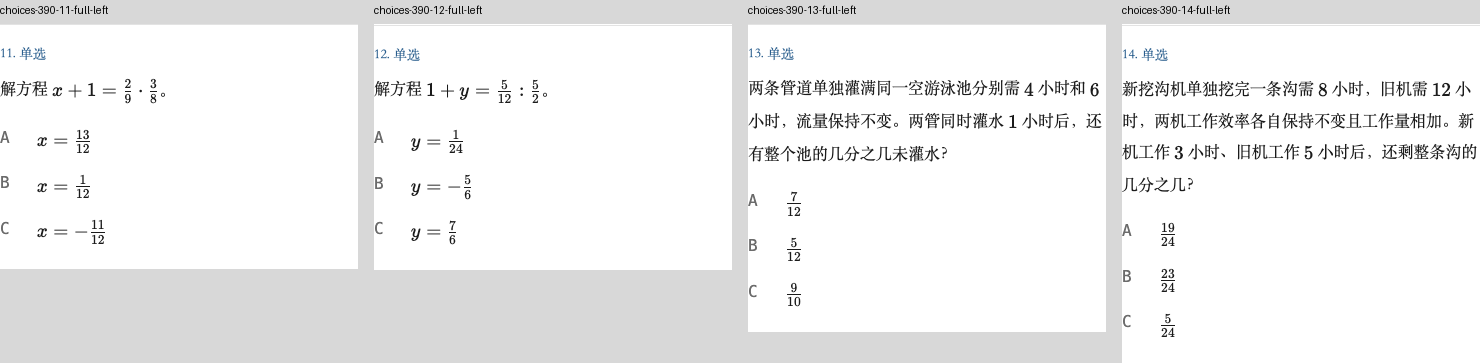 choices-390-11-full-left
11. 单选
解方程 x + 1 = 2/9 · 3/8。
A x = 13/12
B x = 1/12
C x = −11/12
choices-390-12-full-left
12. 单选
解方程 1 + y = 5/12 : 5/2。
A y = 1/24
B y = −5/6
C y = 7/6
choices-390-13-full-left
13. 单选
两条管道单独灌满同一空游泳池分别需 4 小时和 6
小时，流量保持不变。两管同时灌水 1 小时后，还
有整个池的几分之几未灌水？
A 7/12
B 5/12
C 9/10
choices-390-14-full-left
14. 单选
新挖沟机单独挖完一条沟需 8 小时，旧机需 12 小
时，两机工作效率各自保持不变且工作量相加。新
机工作 3 小时、旧机工作 5 小时后，还剩整条沟的
几分之几？
A 19/24
B 23/24
C 5/24